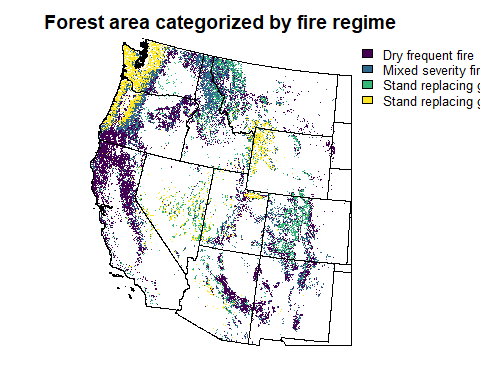 Forest area categorized by fire regime
Dry frequent fire
Mixed severity fir
Stand replacing g
Stand replacing g